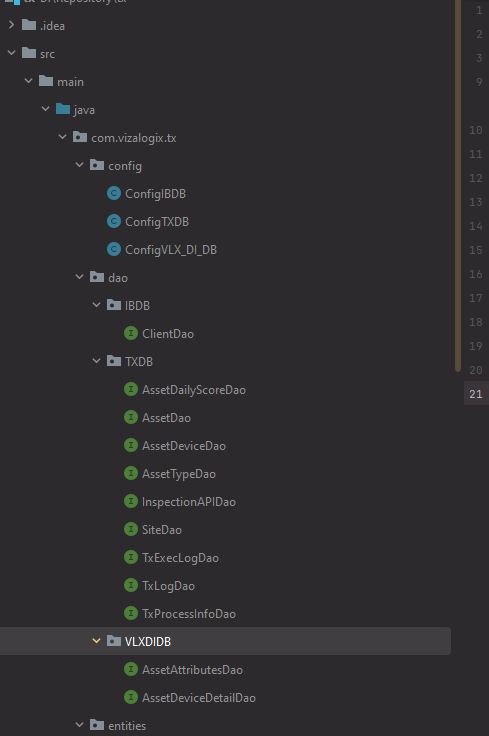 .idea
src
main
java
com.vizalogix.tx
config
ConfigIBDB
ConfigTXDB
ConfigVLX_DI_DB
dao
IBDB
ClientDao
TXDB
AssetDailyScoreDao
AssetDao
AssetDeviceDao
AssetTypeDao
InspectionAPIDao
SiteDao
TxExecLogDao
TxLogDao
TxProcessInfoDao
VLXDIDB
AssetAttributesDao
AssetDeviceDetailDao
entities
1
2
3
9
10
11
12
13
14
15
16
17
18
19
20
21